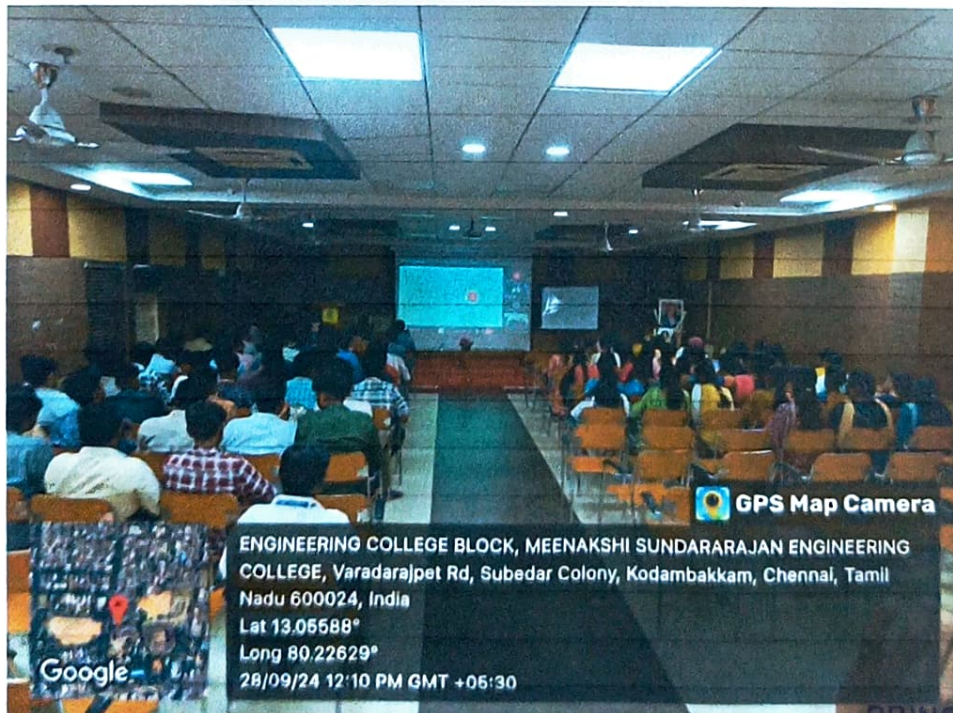 GPS Map Camera
ENGINEERING COLLEGE BLOCK, MEENAKSHI SUNDARARAJAN ENGINEERING
COLLEGE, Varadarajpet Rd, Subedar Colony, Kodambakkam, Chennai, Tamil
Nadu 600024, India
Lat 13.05588°
Long 80.22629°
28/09/24 12:10 PM GMT +05:30
Google